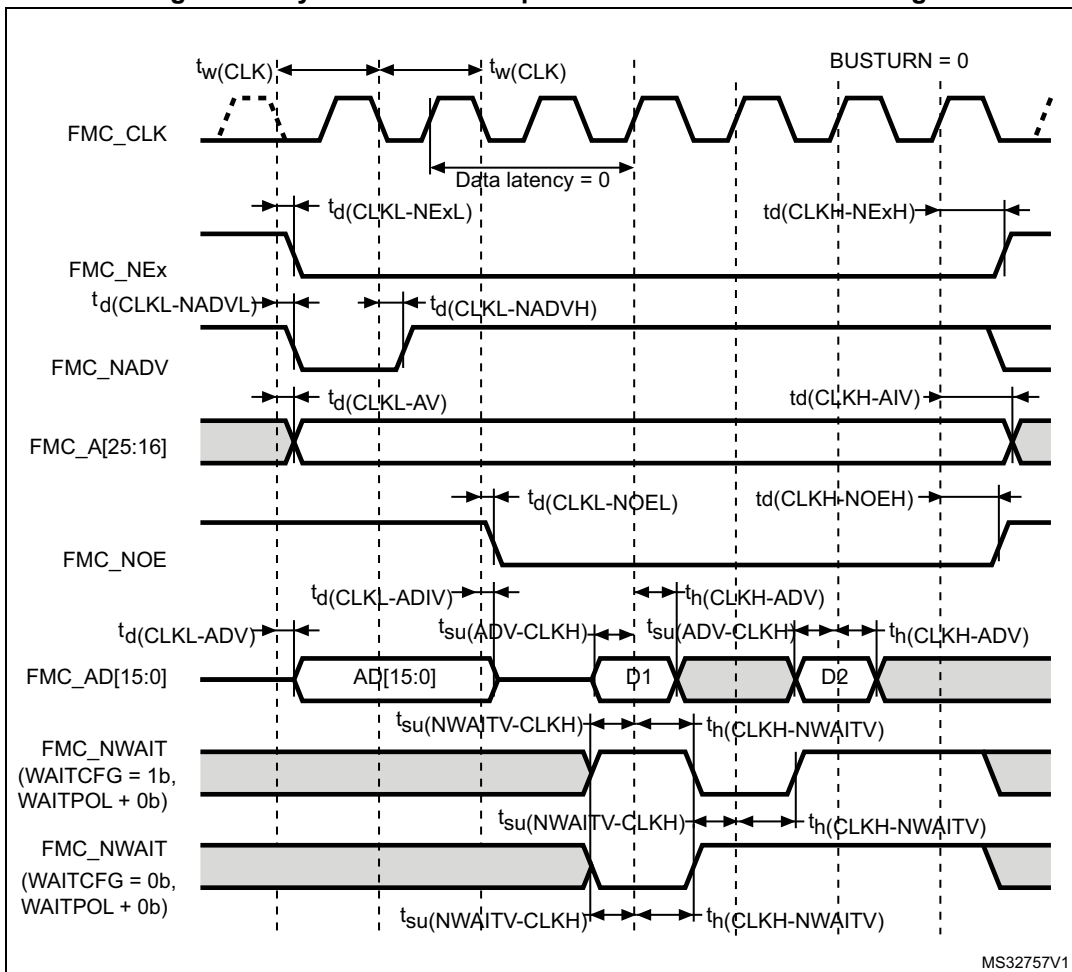 BUSTURN = 0
tw(CLK)
tw(CLK)
FMC_CLK
Data latency = 0
td(CLKL-NExL)
td(CLKH-NExH)
FMC_NEx
td(CLKL-NADVL)
td(CLKL-NADVH)
FMC_NADV
td(CLKL-AV)
td(CLKH-AIV)
FMC_A[25:16]
td(CLKL-NOEL)
td(CLKH-NOEH)
FMC_NOE
td(CLKL-ADIV)
th(CLKH-ADV)
td(CLKL-ADV)
tsu(ADV-CLKH)
tsu(ADV-CLKH)
th(CLKH-ADV)
FMC_AD[15:0]
AD[15:0]
D1
D2
tsu(NWAITV-CLKH)
th(CLKH-NWAITV)
FMC_NWAIT
(WAITCFG = 1b,
WAITPOL + 0b)
tsu(NWAITV-CLKH)
th(CLKH-NWAITV)
FMC_NWAIT
(WAITCFG = 0b,
WAITPOL + 0b)
tsu(NWAITV-CLKH)
th(CLKH-NWAITV)
MS32757V1